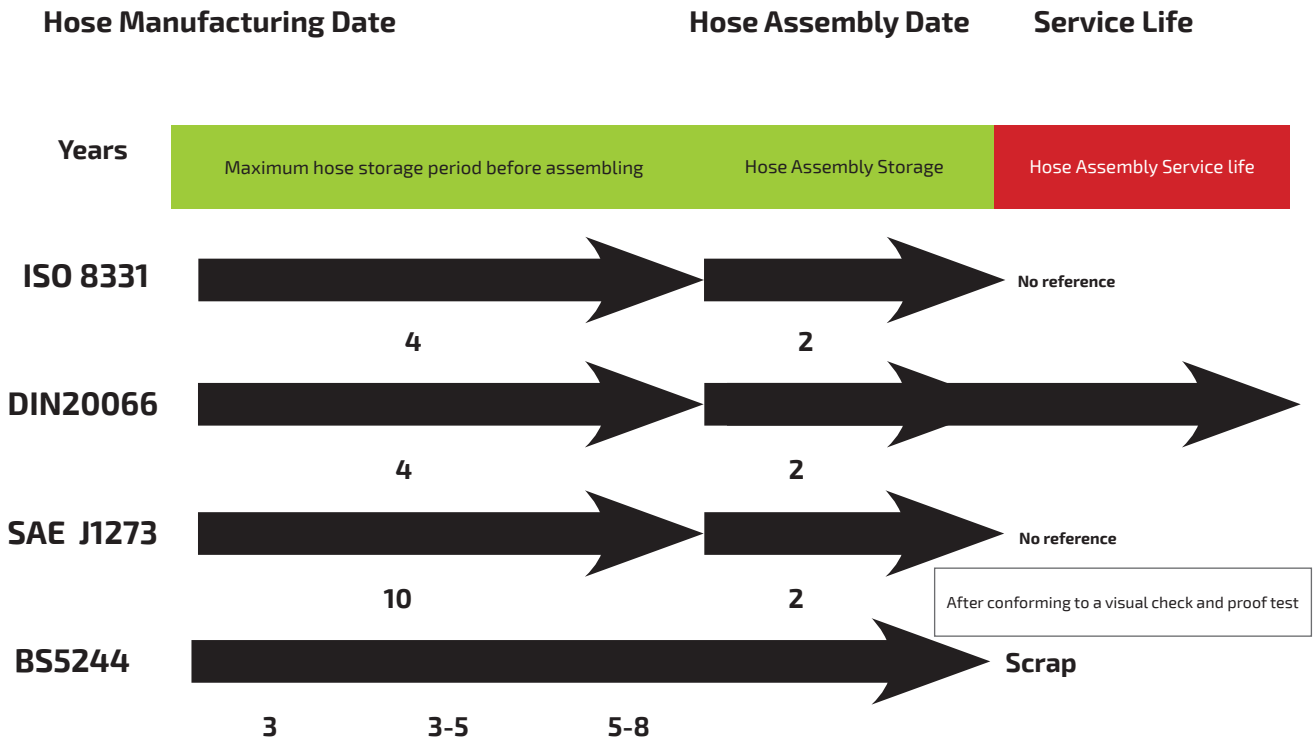 Hose Manufacturing Date
Hose Assembly Date
Service Life
Years
Maximum hose storage period before assembling
Hose Assembly Storage
Hose Assembly Service life
ISO 8331
No reference
4
2
DIN20066
4
2
SAE J1273
No reference
10
2
After conforming to a visual check and proof test
BS5244
Scrap
3
3-5
5-8